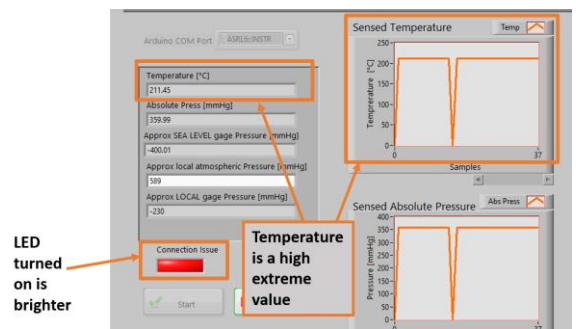 Arduino COM Port
ASRL6::INSTR
Temperature [°C]
211.45
Absolute Press [mmHg]
359.99
Approx SEA LEVEL gage Pressure [mmHg]
-400.01
Approx local atmospheric Pressure [mmHg]
589
Approx LOCAL gage Pressure [mmHg]
-230
Connection Issue
Start
LED
turned
on is
brighter
Temperature
is a high
extreme
value
Sensed Temperature
Temp
Temprerature [°C]
250
200
150
100
50
0
0
37
Samples
Sensed Absolute Pressure
Abs Press
Pressure [mmHg]
400
350
300
250
200
150
100
50
0
0
37